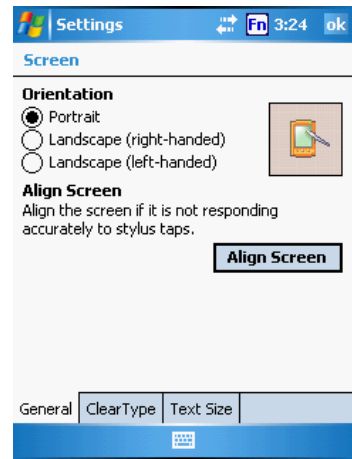 Settings Fn 3:24 ok
Screen
Orientation
Portrait
Landscape (right-handed)
Landscape (left-handed)
Align Screen
Align the screen if it is not responding
accurately to stylus taps.
Align Screen
General ClearType Text Size